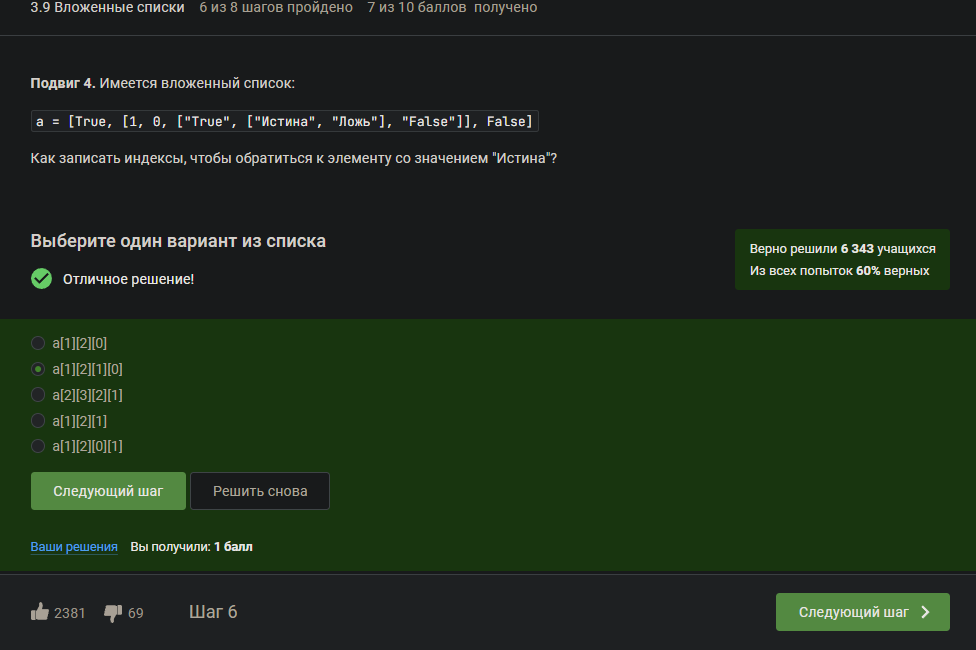 3.9 Вложенные списки 6 из 8 шагов пройдено 7 из 10 баллов получено
Подвиг 4. Имеется вложенный список:
a = [True, [1, 0, ["True", ["Истина", "Ложь"], "False"]], False]
Как записать индексы, чтобы обратиться к элементу со значением "Истина"?
Выберите один вариант из списка
Отличное решение!
Верно решили 6 343 учащихся
Из всех попыток 60% верных
a[1][2][0]
a[1][2][1][0]
a[2][3][2][1]
a[1][2][1]
a[1][2][0][1]
Следующий шаг Решить снова
Ваши решения Вы получили: 1 балл
2381 69 Шаг 6 Следующий шаг